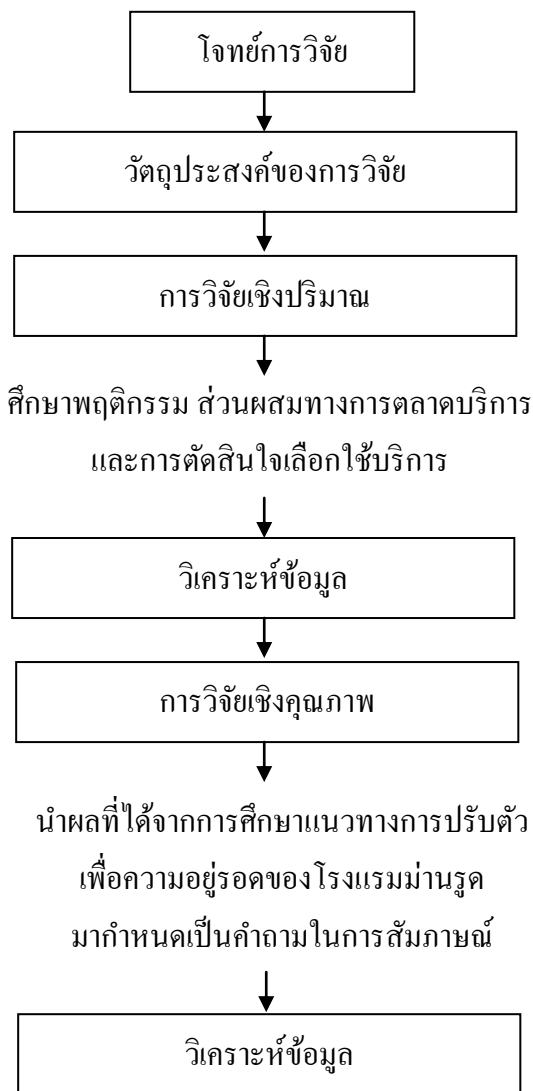 โจทย์การวิจัย
วัตถุประสงค์ของการวิจัย
การวิจัยเชิงปริมาณ
ศึกษาพฤติกรรม ส่วนผสมทางการตลาดบริการ
และการตัดสินใจเลือกใช้บริการ
วิเคราะห์ข้อมูล
การวิจัยเชิงคุณภาพ
นำผลที่ได้จากการศึกษาแนวทางการปรับตัว
เพื่อความอยู่รอดของโรงแรมม่านรูด
มากำหนดเป็นคำถามในการสัมภาษณ์
วิเคราะห์ข้อมูล